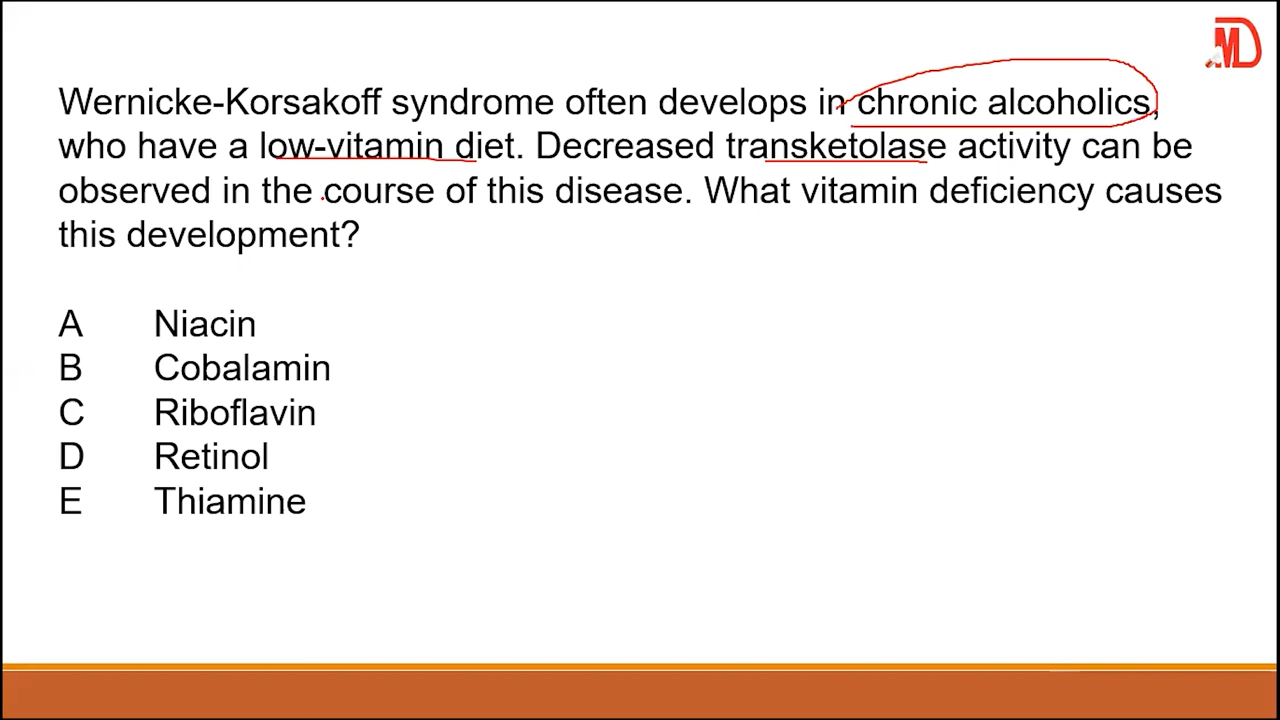 MD
Wernicke-Korsakoff syndrome often develops in chronic alcoholics,
who have a low-vitamin diet. Decreased transketolase activity can be
observed in the course of this disease. What vitamin deficiency causes
this development?
A Niacin
B Cobalamin
C Riboflavin
D Retinol
E Thiamine